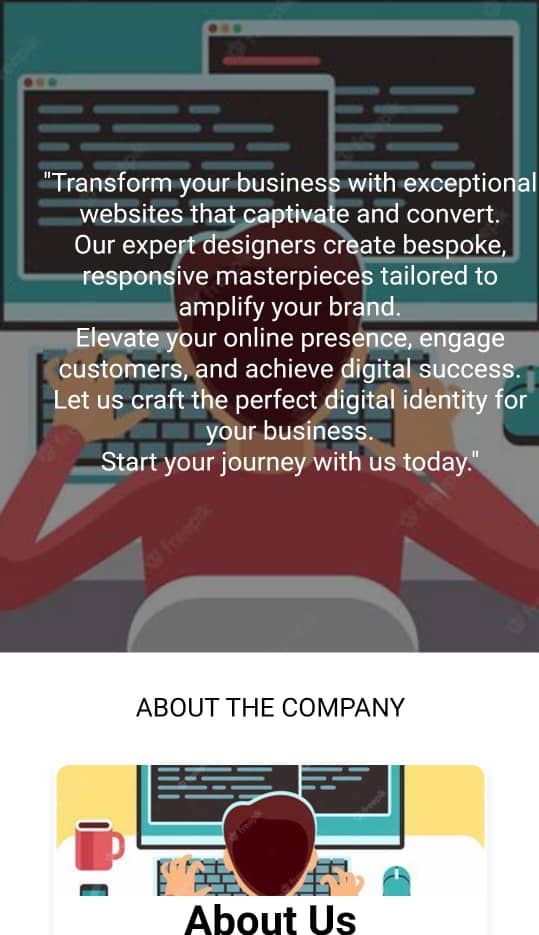 "Transform your business with exceptional
websites that captivate and convert.
Our expert designers create bespoke,
responsive masterpieces tailored to
amplify your brand.
Elevate your online presence, engage
customers, and achieve digital success.
Let us craft the perfect digital identity for
your business.
Start your journey with us today."
ABOUT THE COMPANY
About Us